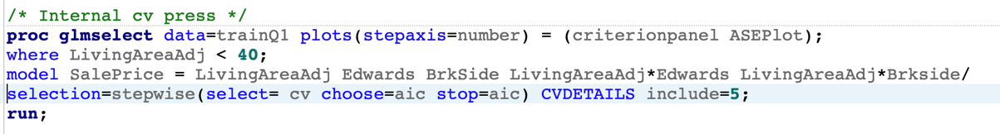 /* Internal cv press */
proc glmselect data=trainQ1 plots(stepaxis=number) = (criterionpanel ASEPlot);
where LivingAreaAdj < 40;
model SalePrice = LivingAreaAdj Edwards BrkSide LivingAreaAdj*Edwards LivingAreaAdj*Brkside/
selection=stepwise(select= cv choose=aic stop=aic) CVDETAILS include=5;
run;